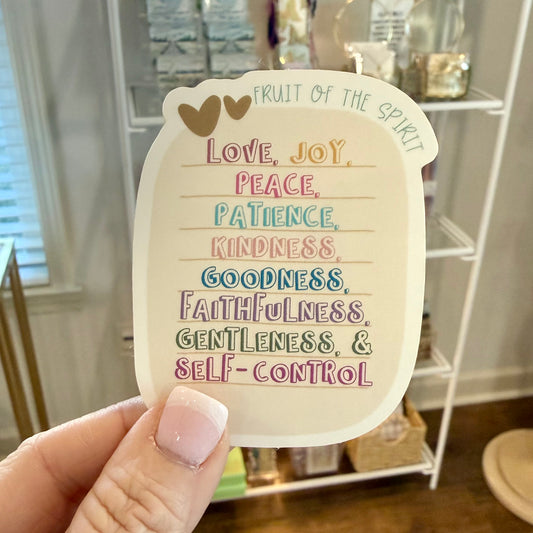 FRUIT OF THE SPIRIT
LOVE, JOY,
PEACE,
PATIENCE,
KINDNESS,
GOODNESS,
FAITHFULNESS,
GENTLENESS, &
SELF-CONTROL